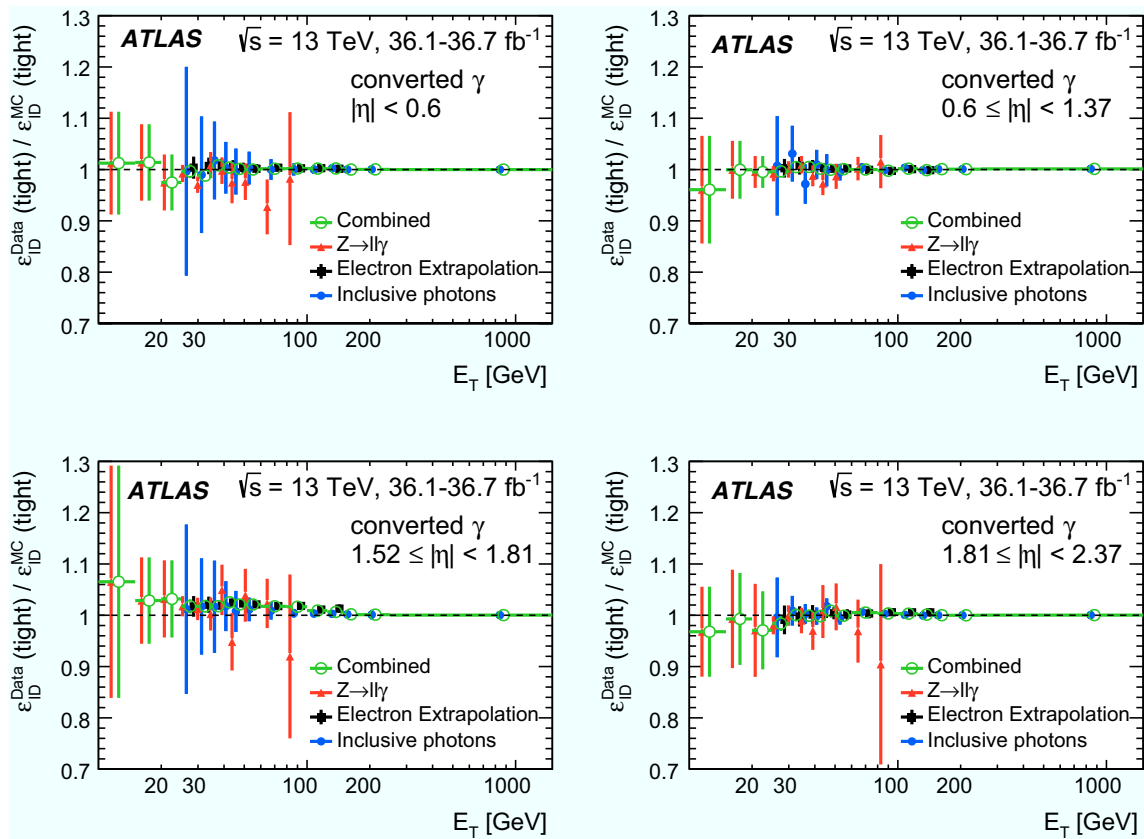 ATLAS √s = 13 TeV, 36.1-36.7 fb⁻¹
converted γ
|η| < 0.6
Combined
Z→llγ
Electron Extrapolation
Inclusive photons
ε_ID^Data (tight) / ε_ID^MC (tight)
1.3
1.2
1.1
1
0.9
0.8
0.7
20 30 100 200 1000
E_T [GeV]
ATLAS √s = 13 TeV, 36.1-36.7 fb⁻¹
converted γ
0.6 ≤ |η| < 1.37
Combined
Z→llγ
Electron Extrapolation
Inclusive photons
ε_ID^Data (tight) / ε_ID^MC (tight)
1.3
1.2
1.1
1
0.9
0.8
0.7
20 30 100 200 1000
E_T [GeV]
ATLAS √s = 13 TeV, 36.1-36.7 fb⁻¹
converted γ
1.52 ≤ |η| < 1.81
Combined
Z→llγ
Electron Extrapolation
Inclusive photons
ε_ID^Data (tight) / ε_ID^MC (tight)
1.3
1.2
1.1
1
0.9
0.8
0.7
20 30 100 200 1000
E_T [GeV]
ATLAS √s = 13 TeV, 36.1-36.7 fb⁻¹
converted γ
1.81 ≤ |η| < 2.37
Combined
Z→llγ
Electron Extrapolation
Inclusive photons
ε_ID^Data (tight) / ε_ID^MC (tight)
1.3
1.2
1.1
1
0.9
0.8
0.7
20 30 100 200 1000
E_T [GeV]